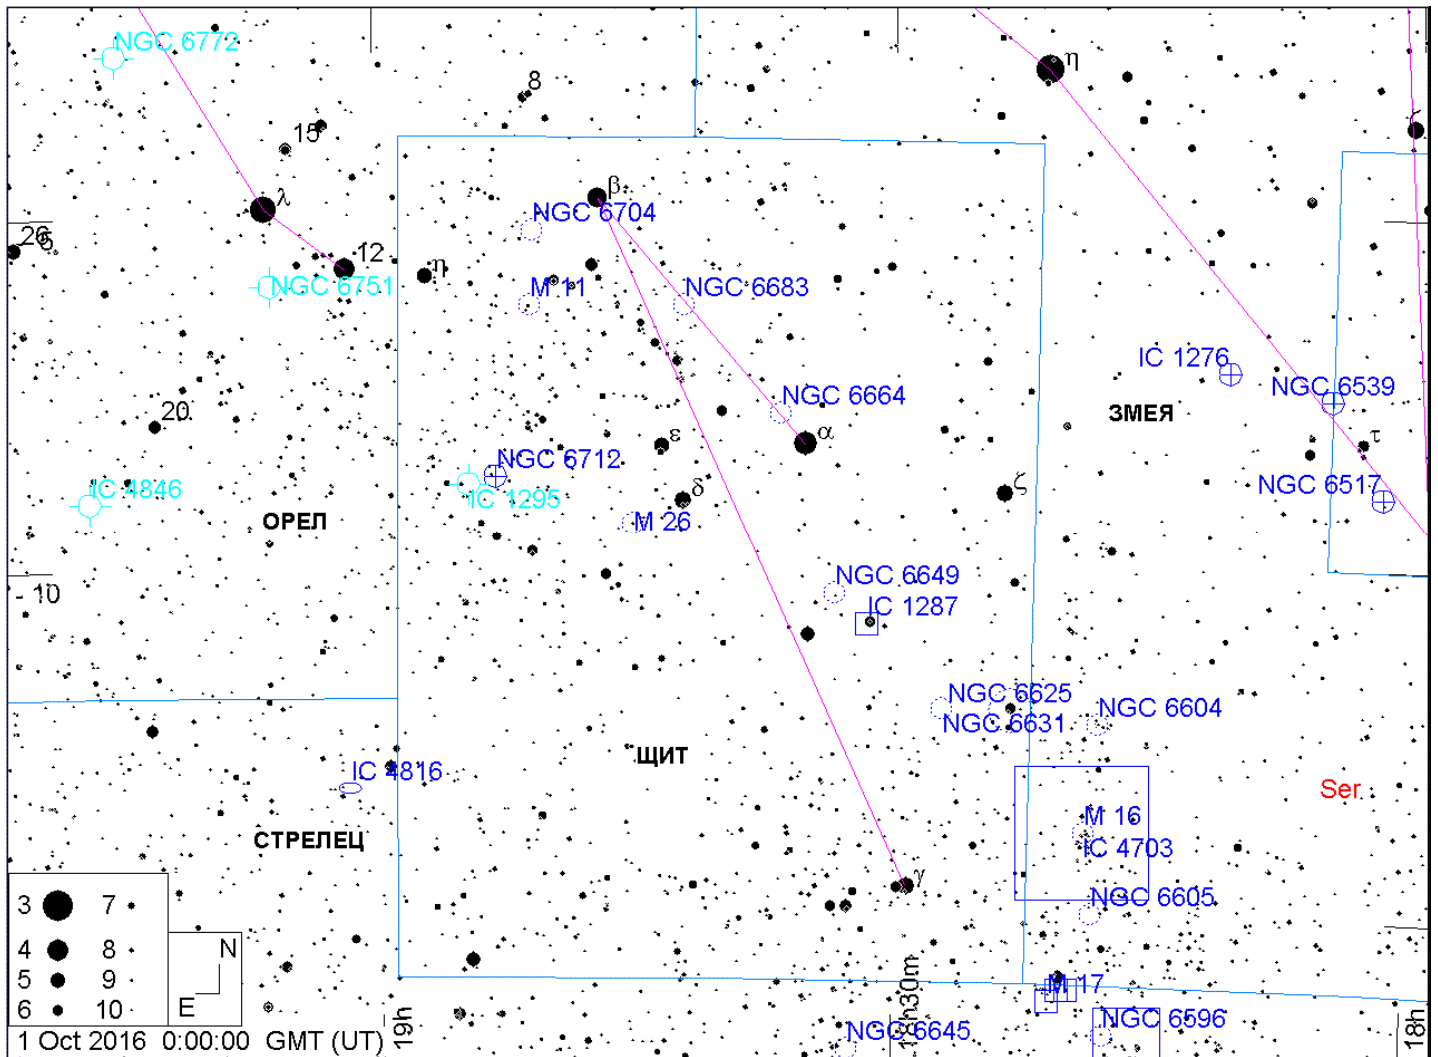 NGC 6772
η
8
15
ζ
λ
β
NGC 6704
26
12
η
NGC 6751
M 11
NGC 6683
IC 1276
NGC 6539
NGC 6664
ЗМЕЯ
20
ε
α
τ
NGC 6712
IC 4846
IC 1295
δ
ζ
NGC 6517
ОРЕЛ
M 26
NGC 6649
- 10
IC 1287
NGC 6625
NGC 6631
NGC 6604
ЩИТ
IC 4816
Ser
M 16
СТРЕЛЕЦ
IC 4703
γ
NGC 6605
3 7
4 8
5 9
6 10
N
E
M 17
19h
18h30m
18h
NGC 6645
NGC 6596
1 Oct 2016 0:00:00 GMT (UT)